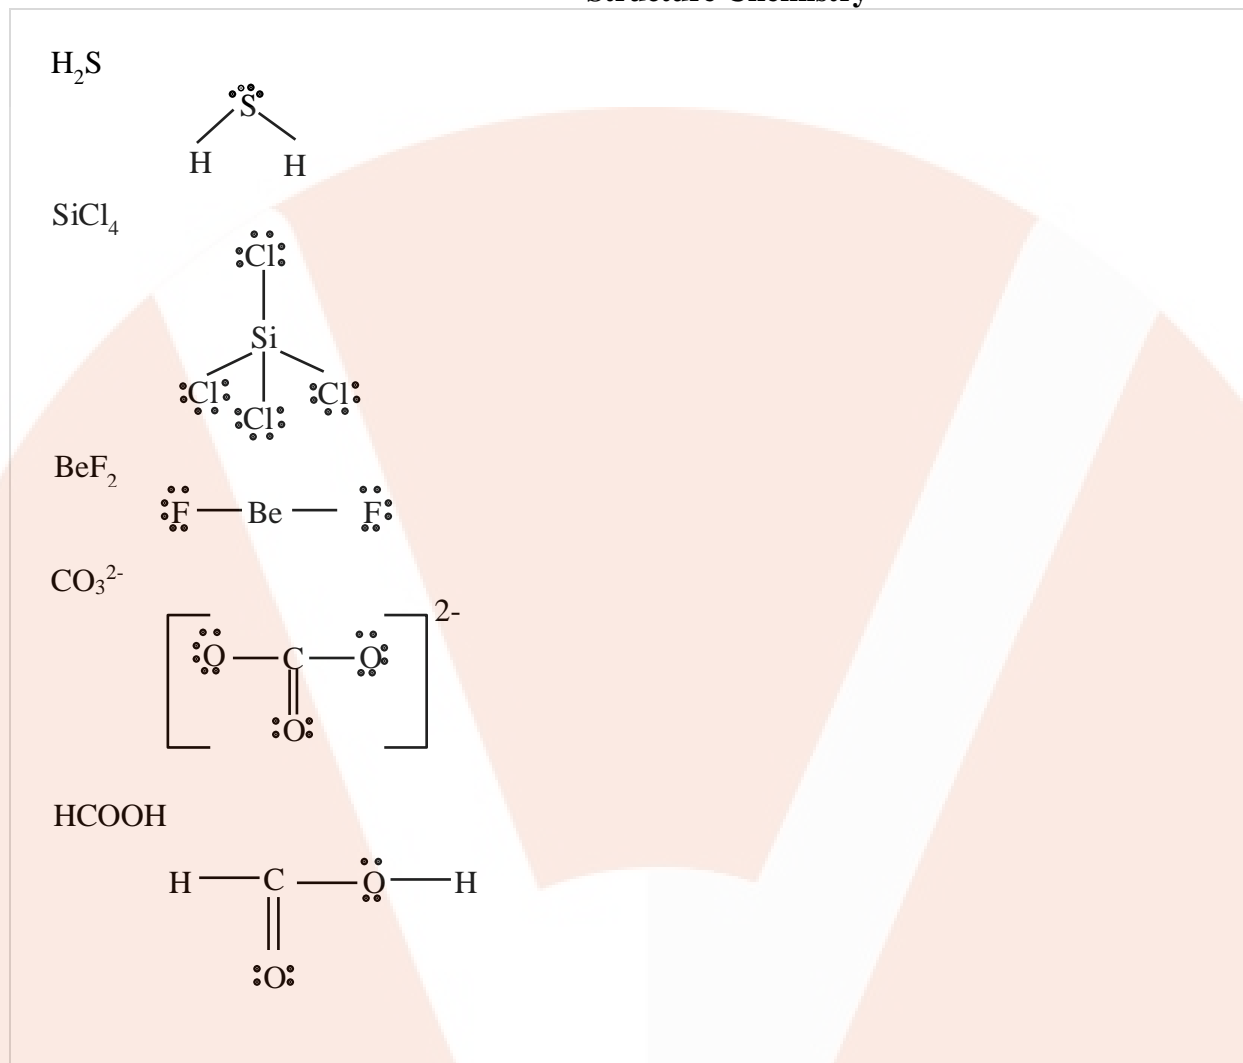 Structure Chemistry
H₂S
S
H H
SiCl₄
Cl
Si
Cl Cl
Cl
BeF₂
F Be F
CO₃²⁻
2-
O C O
O
HCOOH
H C O H
O